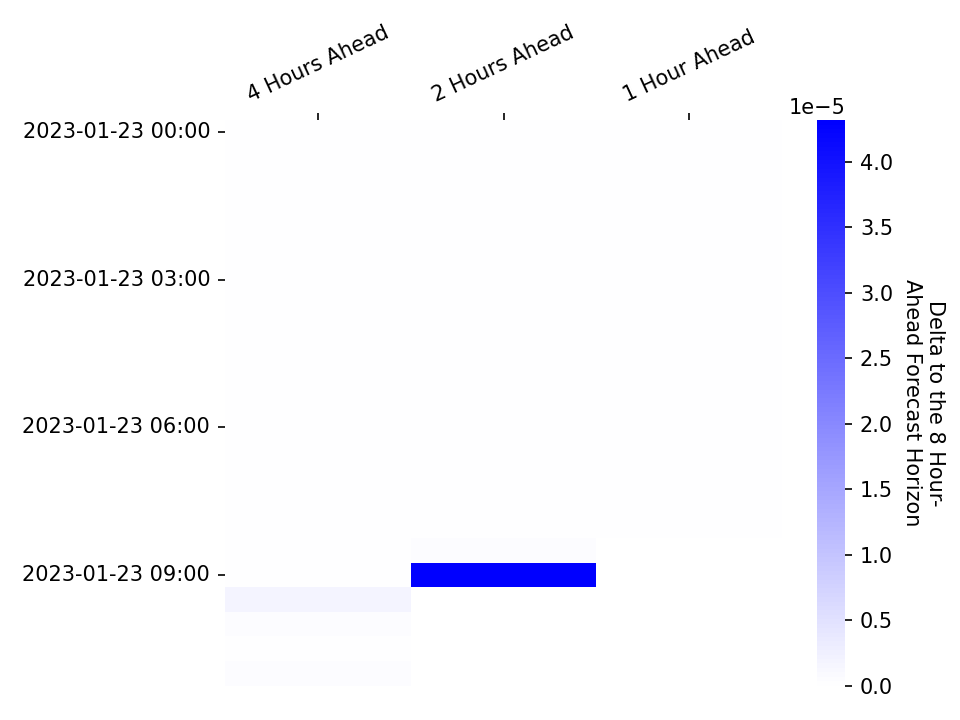 4 Hours Ahead
2 Hours Ahead
1 Hour Ahead
1e−5
2023-01-23 00:00
2023-01-23 03:00
2023-01-23 06:00
2023-01-23 09:00
4.0
3.5
3.0
2.5
2.0
1.5
1.0
0.5
0.0
Delta to the 8 Hour-
Ahead Forecast Horizon